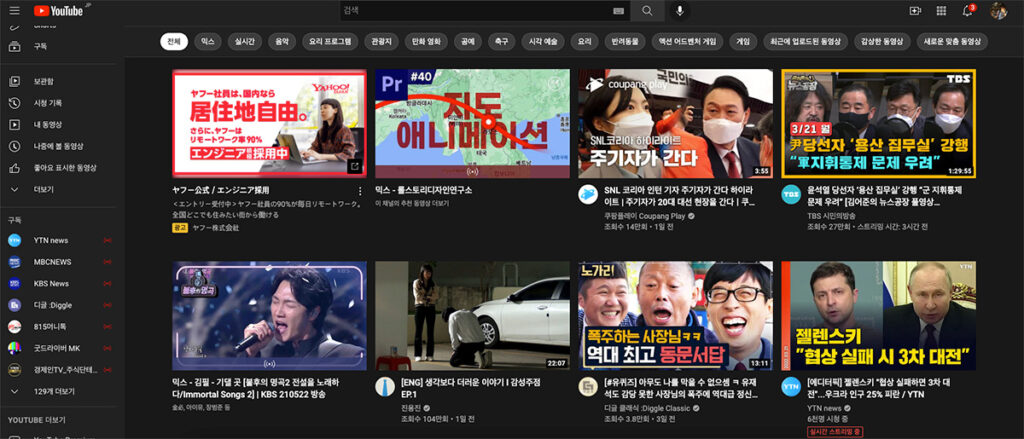 YouTube JP
검색
3
Shorts
구독
보관함
시청 기록
내 동영상
나중에 볼 동영상
좋아요 표시한 동영상
더보기
구독
YTN news
MBCNEWS
KBS News
디글 :Diggle
815머니톡
굿드라이버 MK
경제인TV_주식단테...
129개 더보기
YOUTUBE 더보기
전체
믹스
실시간
음악
요리 프로그램
관광지
만화 영화
공예
축구
시각 예술
요리
반려동물
액션 어드벤처 게임
게임
최근에 업로드된 동영상
감상한 동영상
새로운 맞춤 동영상
ヤフー社員は、国内なら
居住地自由。
さらに、ヤフーは
リモートワーク率90%
エンジニア採用中
YAHOO!
JAPAN
ヤフー公式 / エンジニア採用
<エントリー受付中>ヤフー社員の90%が毎日リモートワーク。
全国どこでも住みたい街から働ける
광고 ヤフー株式会社
Pr #40
지도
애니메이션
믹스 - 롤스토리디자인연구소
이 채널의 추천 동영상 더보기
coupang play
국민의
SNL코리아 하이라이트
주기자가 간다
3:55
SNL 코리아 인턴 기자 주기자가 간다 하이라
이트 | 주기자가 20대 대선 현장을 간다 | 쿠...
쿠팡플레이 Coupang Play
조회수 14만회 • 1일 전
뉴스공장
TBS
3/21 월
尹당선자 '용산 집무실' 강행
"軍지휘통제 문제 우려"
1:29:55
윤석열 당선자 '용산 집무실' 강행 "군 지휘통제
문제 우려" [김어준의 뉴스공장 풀영상...
TBS 시민의방송
조회수 27만회 • 스트리밍 시간: 3시간 전
불후의 명곡
KBS
믹스 - 김필 - 기댈 곳 [불후의 명곡2 전설을 노래하
다/Immortal Songs 2] | KBS 210522 방송
金必, 아이유, 장범준 등
22:07
[ENG] 생각보다 더러운 이야기 I 감성주점
EP.1
진용진
조회수 104만회 • 1일 전
노가리
폭주하는 사장님ㅋㅋ
역대 최고 동문서답
13:11
[#유퀴즈] 아무도 나를 막을 수 없으셈 ㅋ 유재
석도 감당 못한 사장님의 폭주에 역대급 정신...
디글 클래식 :Diggle Classic
조회수 3.8만회 • 3일 전
YTN
젤렌스키
"협상 실패 시 3차 대전"
[에디터픽] 젤렌스키 "협상 실패하면 3차 대
전"...우크라 인구 25% 피란 / YTN
YTN news
6천명 시청 중
실시간 스트리밍 중